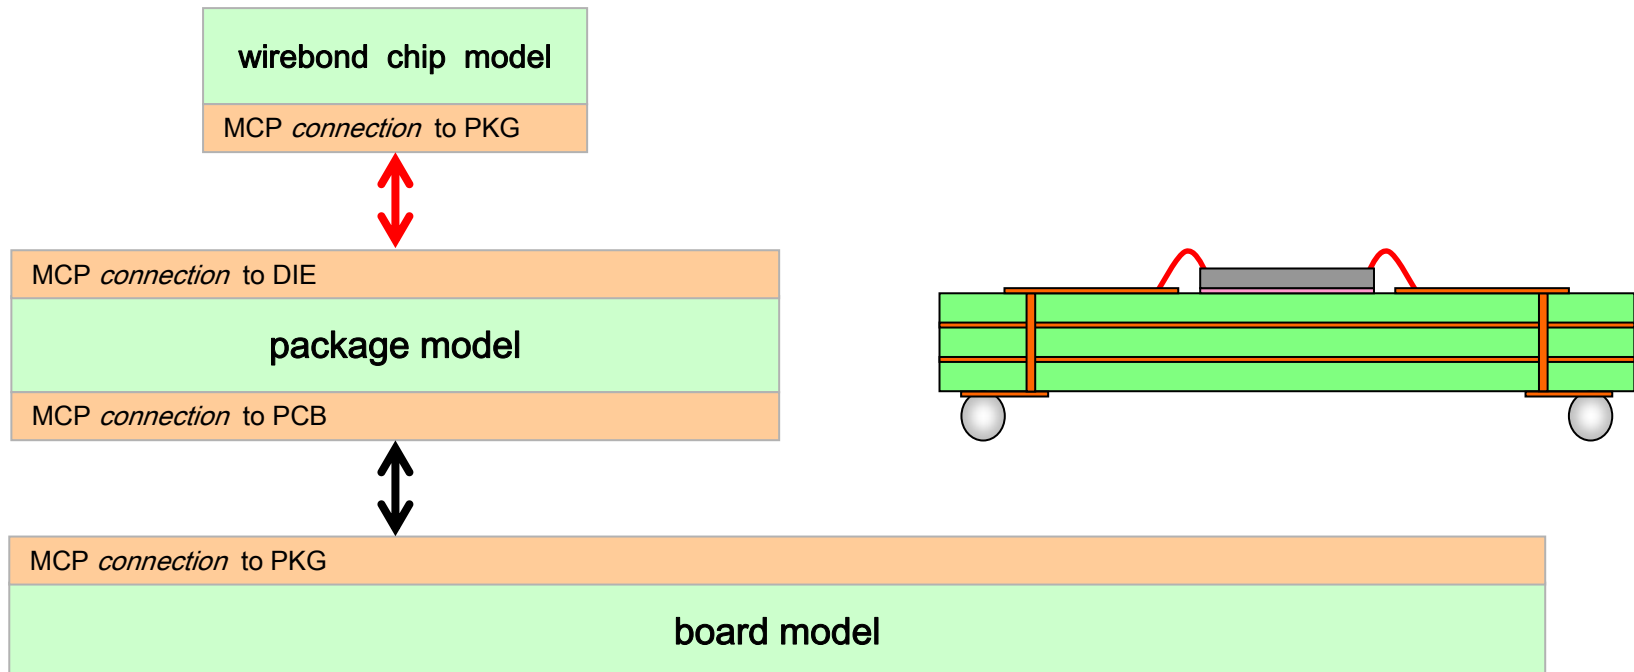 wirebond chip model
MCP connection to PKG
MCP connection to DIE
package model
MCP connection to PCB
MCP connection to PKG
board model